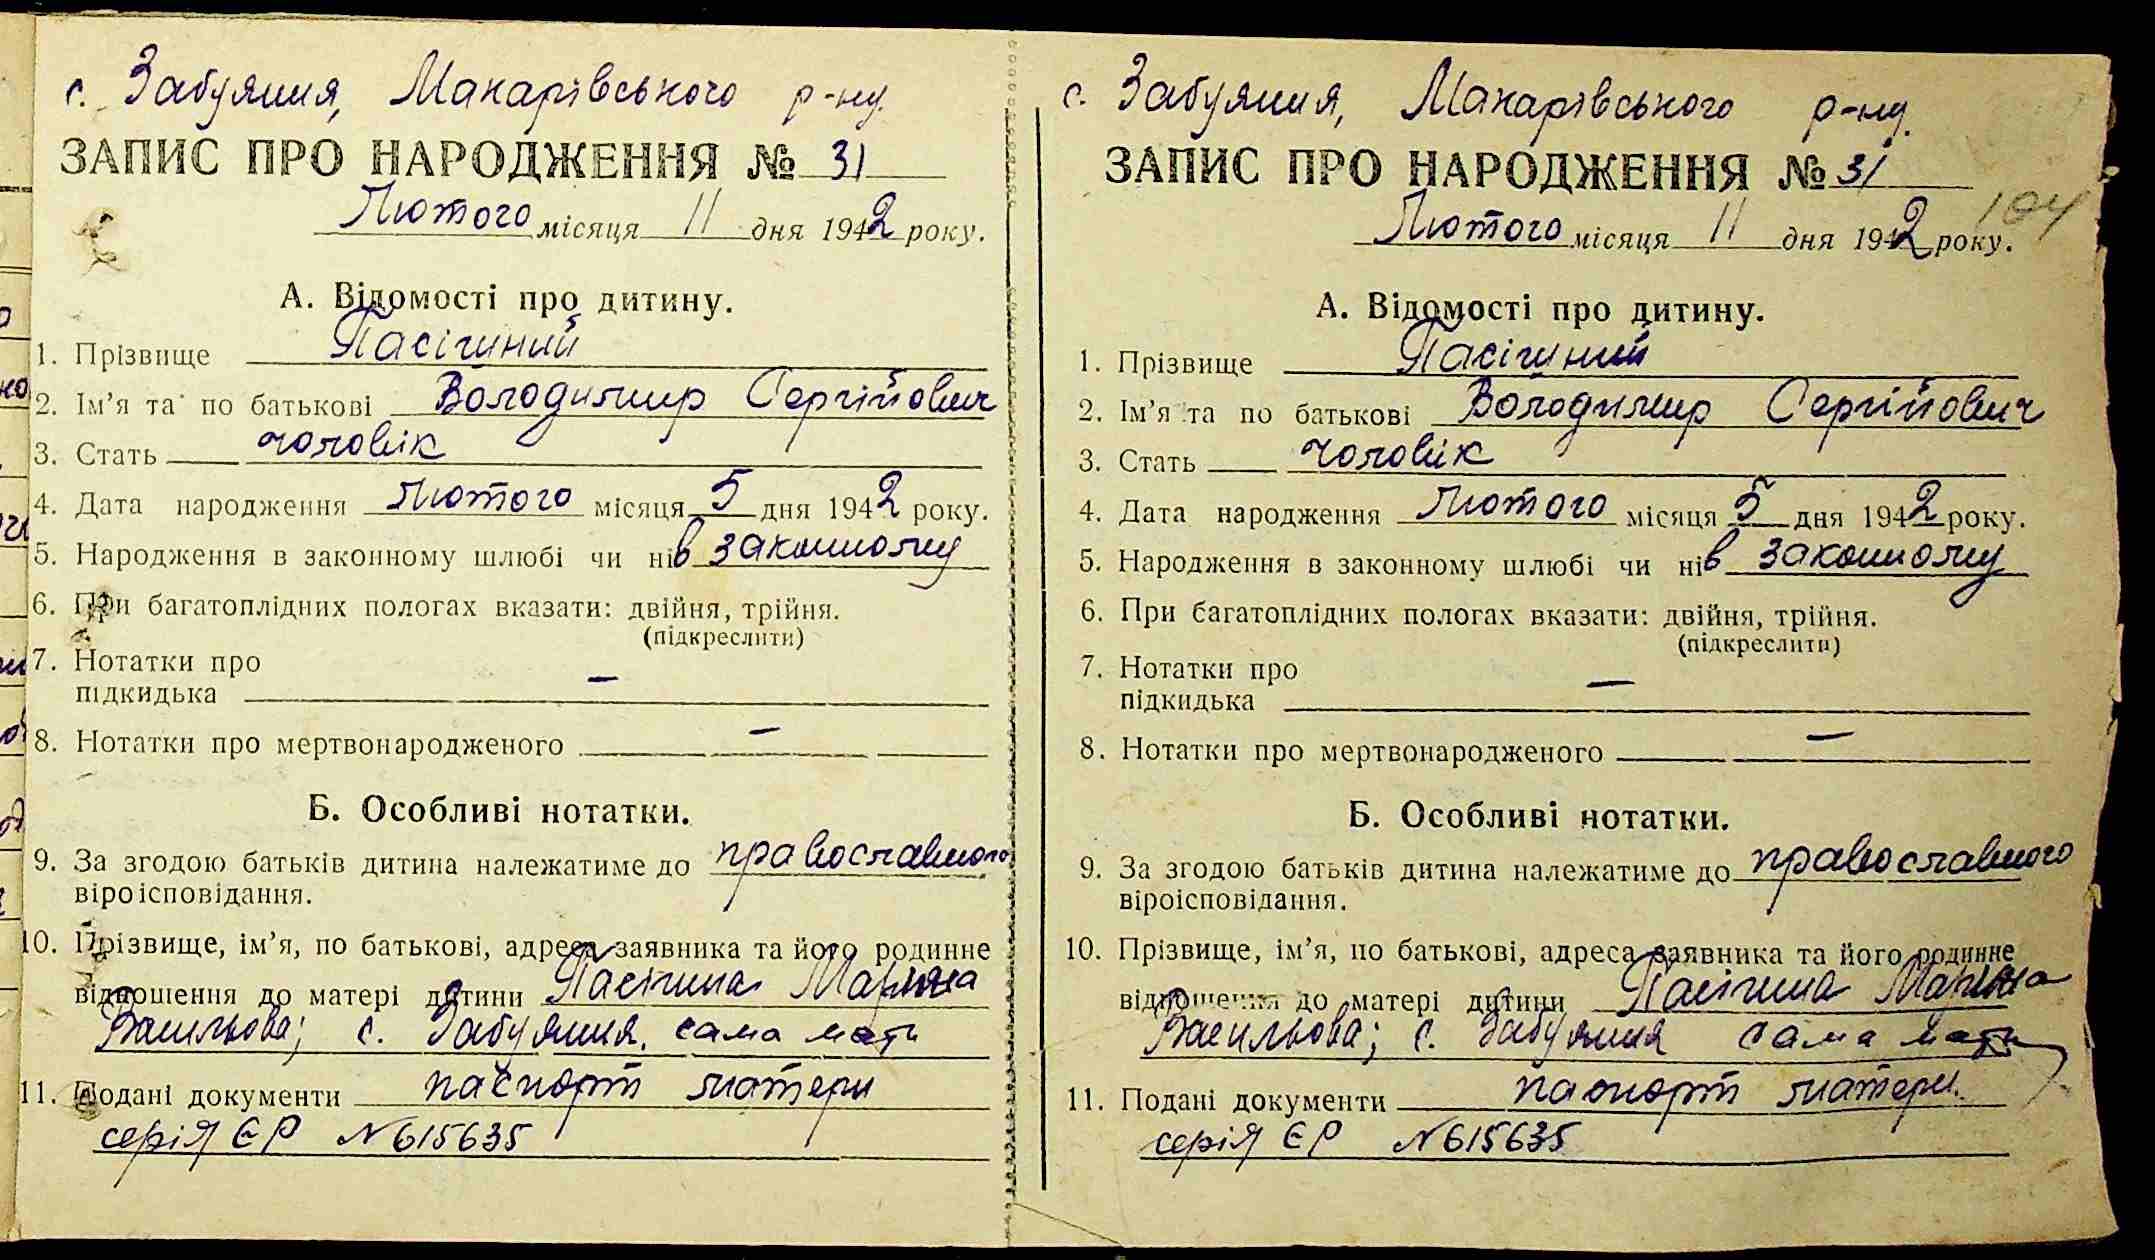 с. Забуяння, Макарівського р-ну.
ЗАПИС ПРО НАРОДЖЕННЯ № 31
Лютого місяця 11 дня 1942 року.
А. Відомості про дитину.
1. Прізвище Пасічний
2. Ім'я та по батькові Володимир Сергійович
3. Стать чоловік
4. Дата народження лютого місяця 5 дня 1942 року.
5. Народження в законному шлюбі чи ні в законному
6. При багатоплідних пологах вказати: двійня, трійня.
(підкреслити)
7. Нотатки про
підкидька —
8. Нотатки про мертвонародженого —
Б. Особливі нотатки.
9. За згодою батьків дитина належатиме до православного
віроісповідання.
10. Прізвище, ім'я, по батькові, адреса заявника та його родинне
відношення до матері дитини Пасічна
Васильова; с. Забуяння, сама мати
11. Подані документи паспорт матери
серія ЄР № 615635
с. Забуяння, Макарівського р-ну.
ЗАПИС ПРО НАРОДЖЕННЯ № 31
104
Лютого місяця 11 дня 1942 року.
А. Відомості про дитину.
1. Прізвище Пасічний
2. Ім'я та по батькові Володимир Сергійович
3. Стать чоловік
4. Дата народження лютого місяця 5 дня 1942 року.
5. Народження в законному шлюбі чи ні в законному
6. При багатоплідних пологах вказати: двійня, трійня.
(підкреслити)
7. Нотатки про
підкидька —
8. Нотатки про мертвонародженого —
Б. Особливі нотатки.
9. За згодою батьків дитина належатиме до православного
віроісповідання.
10. Прізвище, ім'я, по батькові, адреса заявника та його родинне
відношення до матері дитини Пасічна
Васильова; с. Забуяння сама мати
11. Подані документи паспорт матери.
серія ЄР № 615635